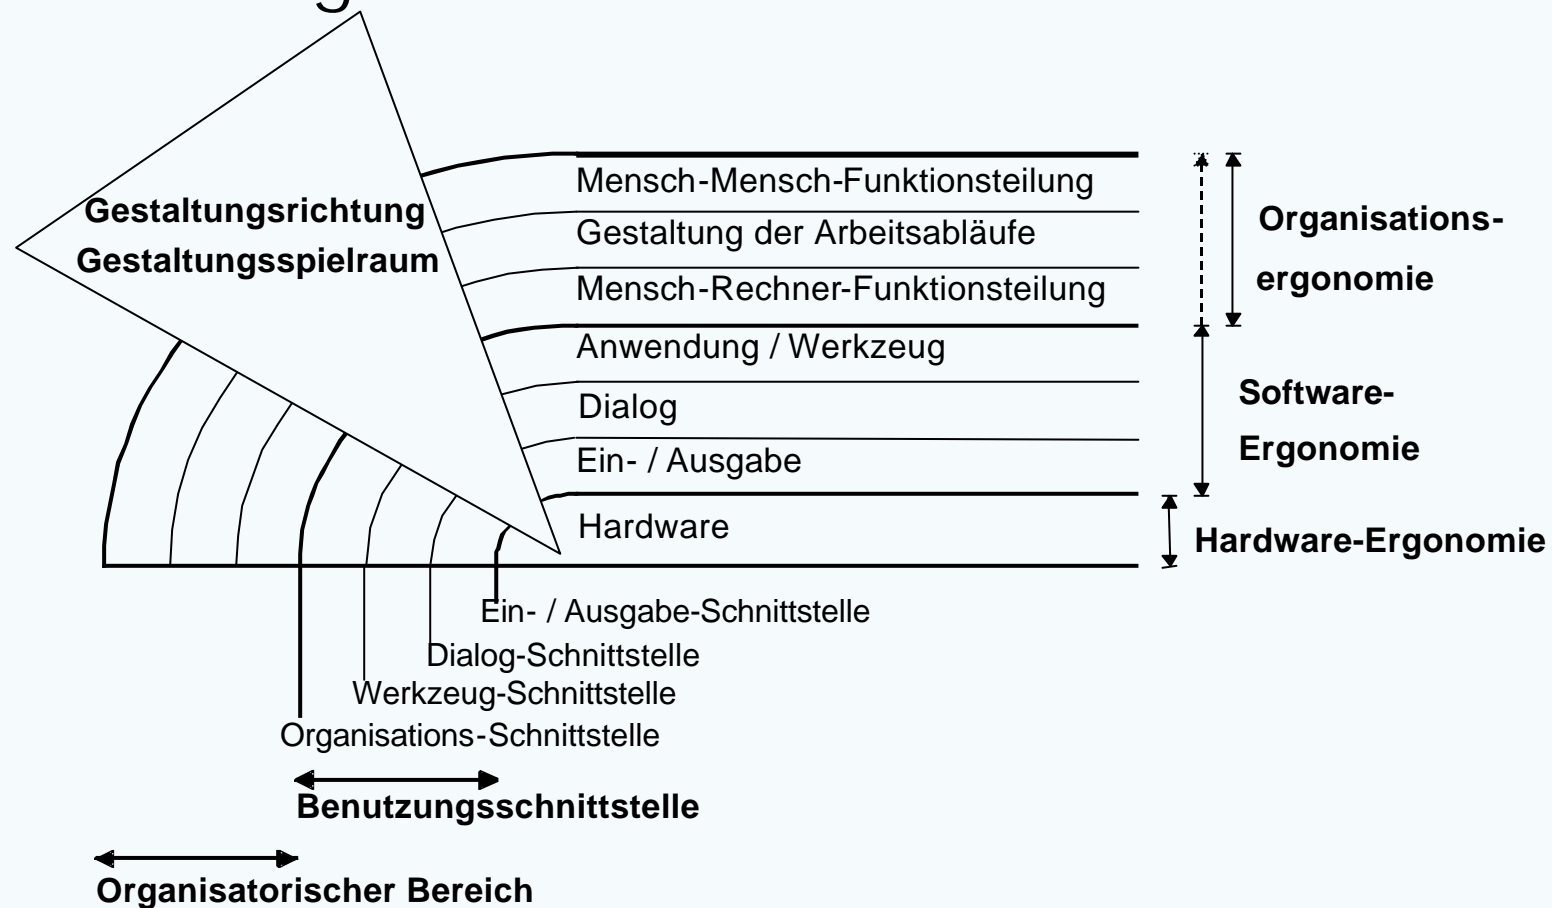 Gestaltungsrichtung
Gestaltungsspielraum
Mensch-Mensch-Funktionsteilung
Gestaltung der Arbeitsabläufe
Mensch-Rechner-Funktionsteilung
Anwendung / Werkzeug
Dialog
Ein- / Ausgabe
Hardware
Organisations-
ergonomie
Software-
Ergonomie
Hardware-Ergonomie
Ein- / Ausgabe-Schnittstelle
Dialog-Schnittstelle
Werkzeug-Schnittstelle
Organisations-Schnittstelle
Benutzungsschnittstelle
Organisatorischer Bereich